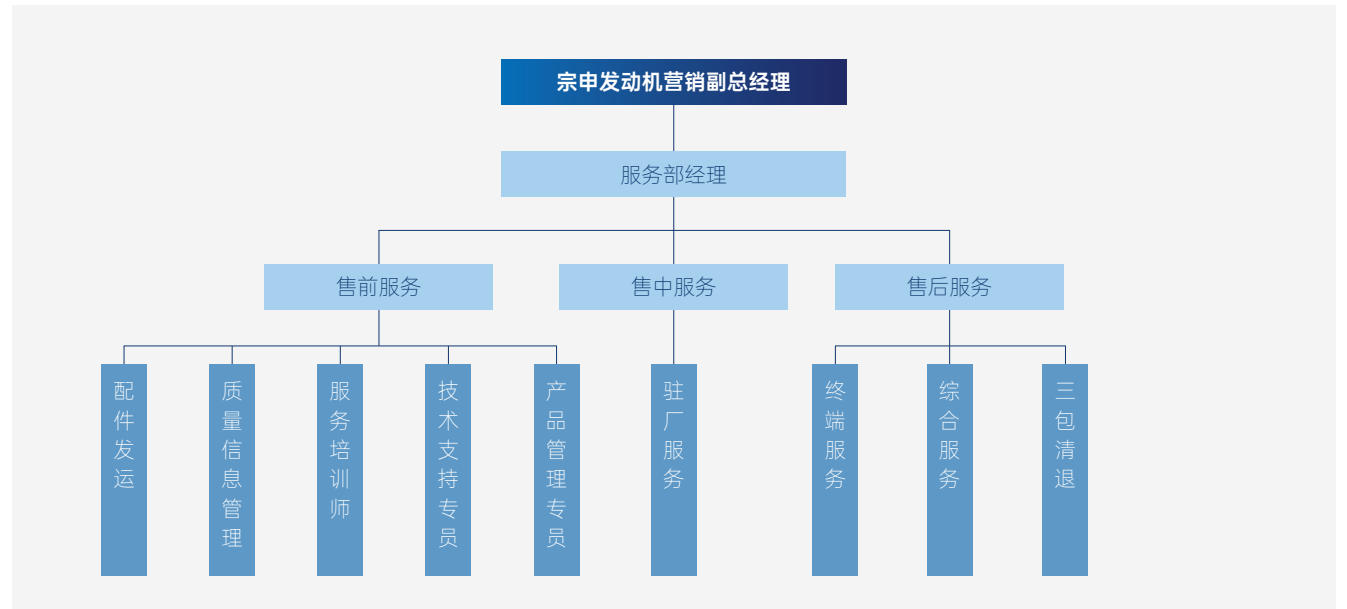 宗申发动机营销副总经理
服务部经理
售前服务
售中服务
售后服务
配件发运
质量信息管理
服务培训师
技术支持专员
产品管理专员
驻厂服务
终端服务
综合服务
三包清退